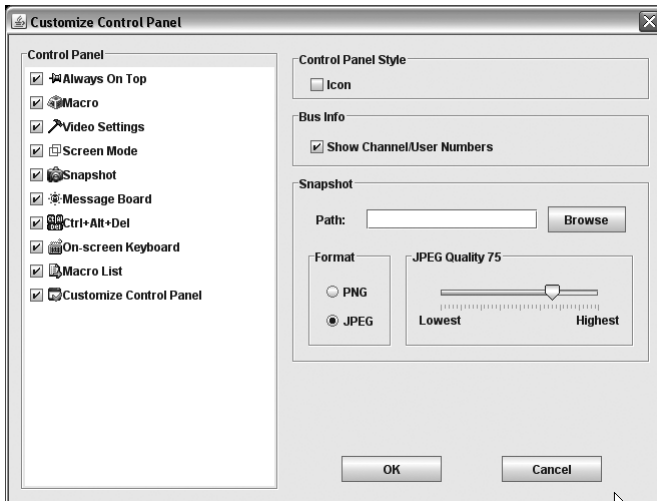 Customize Control Panel
Control Panel
Always On Top
Macro
Video Settings
Screen Mode
Snapshot
Message Board
Ctrl+Alt+Del
On-screen Keyboard
Macro List
Customize Control Panel
Control Panel Style
Icon
Bus Info
Show Channel/User Numbers
Snapshot
Path:
Browse
Format
PNG
JPEG
JPEG Quality 75
Lowest Highest
OK
Cancel